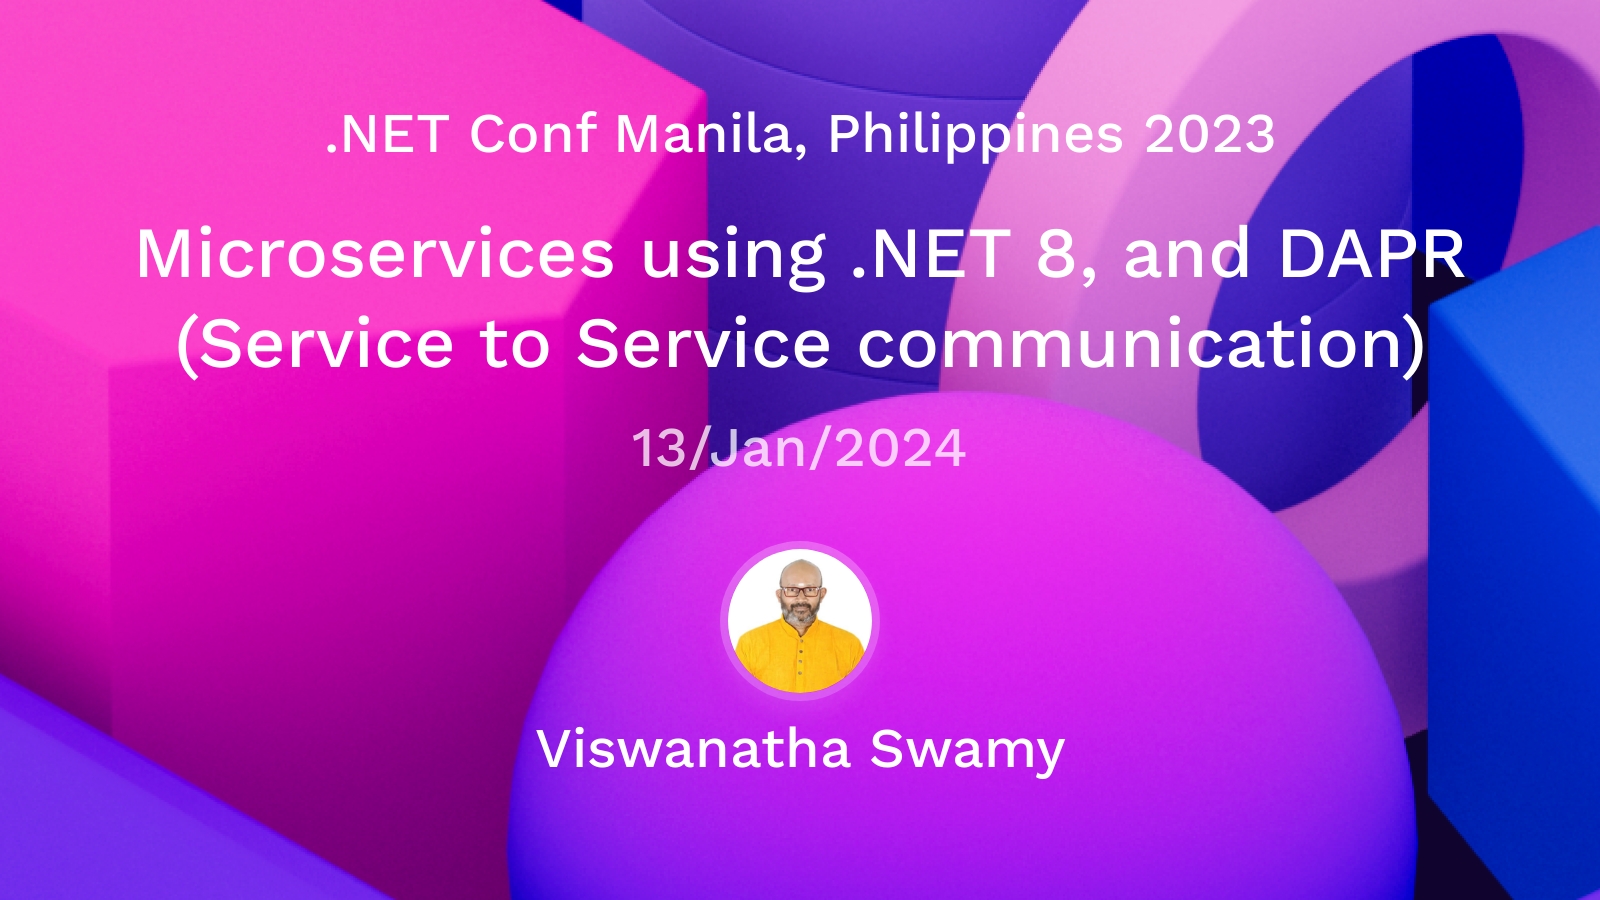 .NET Conf Manila, Philippines 2023
Microservices using .NET 8, and DAPR
(Service to Service communication)
13/Jan/2024
Viswanatha Swamy